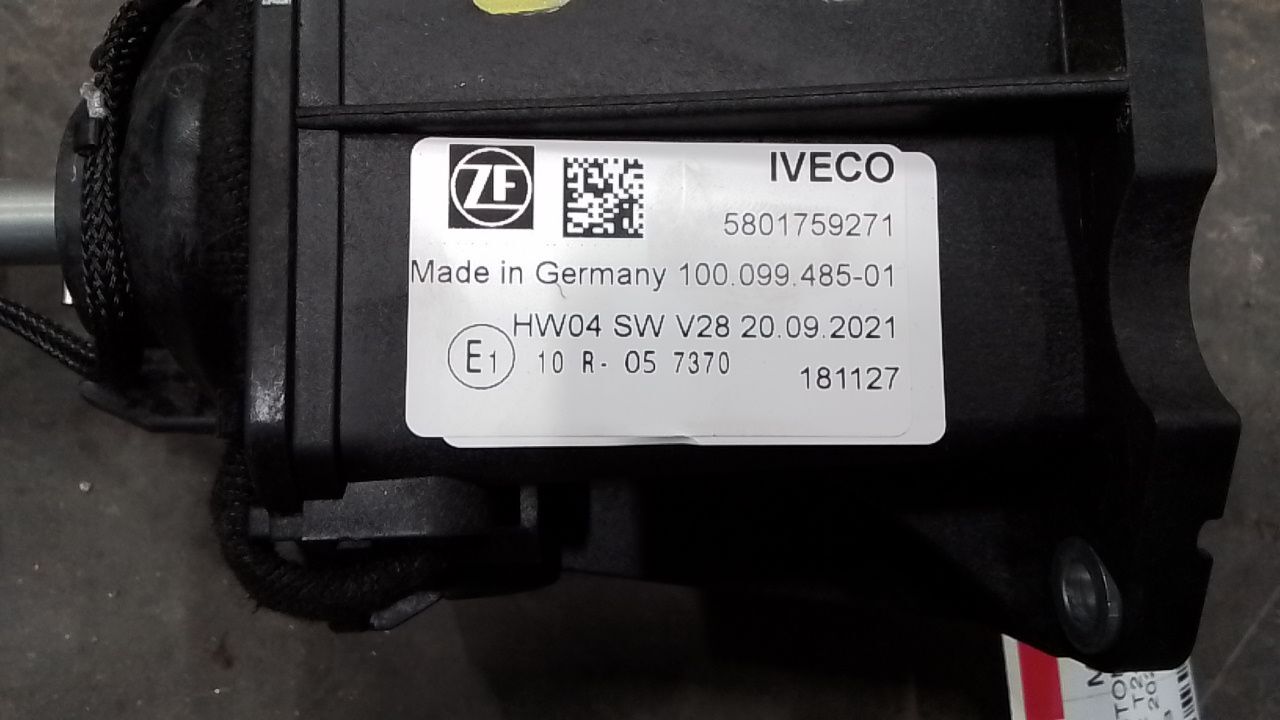 ZF
IVECO
5801759271
Made in Germany 100.099.485-01
HW04 SW V28 20.09.2021
E1 10 R- 05 7370
181127